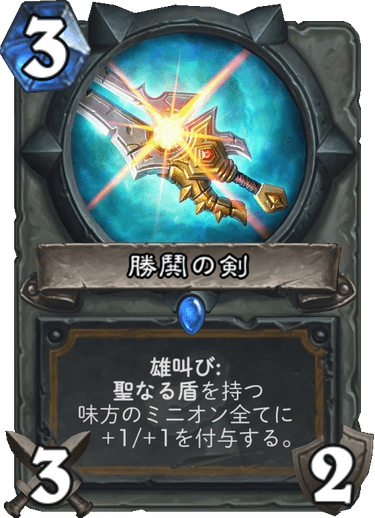 3
勝鬨の剣
雄叫び:
聖なる盾を持つ
味方のミニオン全てに
+1/+1を付与する。
3
2